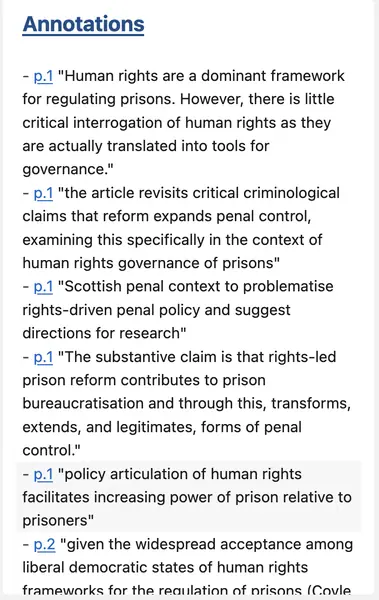 Annotations
- p.1 "Human rights are a dominant framework
for regulating prisons. However, there is little
critical interrogation of human rights as they
are actually translated into tools for
governance."
- p.1 "the article revisits critical criminological
claims that reform expands penal control,
examining this specifically in the context of
human rights governance of prisons"
- p.1 "Scottish penal context to problematise
rights-driven penal policy and suggest
directions for research"
- p.1 "The substantive claim is that rights-led
prison reform contributes to prison
bureaucratisation and through this, transforms,
extends, and legitimates, forms of penal
control."
- p.1 "policy articulation of human rights
facilitates increasing power of prison relative to
prisoners"
- p.2 "given the widespread acceptance among
liberal democratic states of human rights
frameworks for the regulation of prisons (Coyle